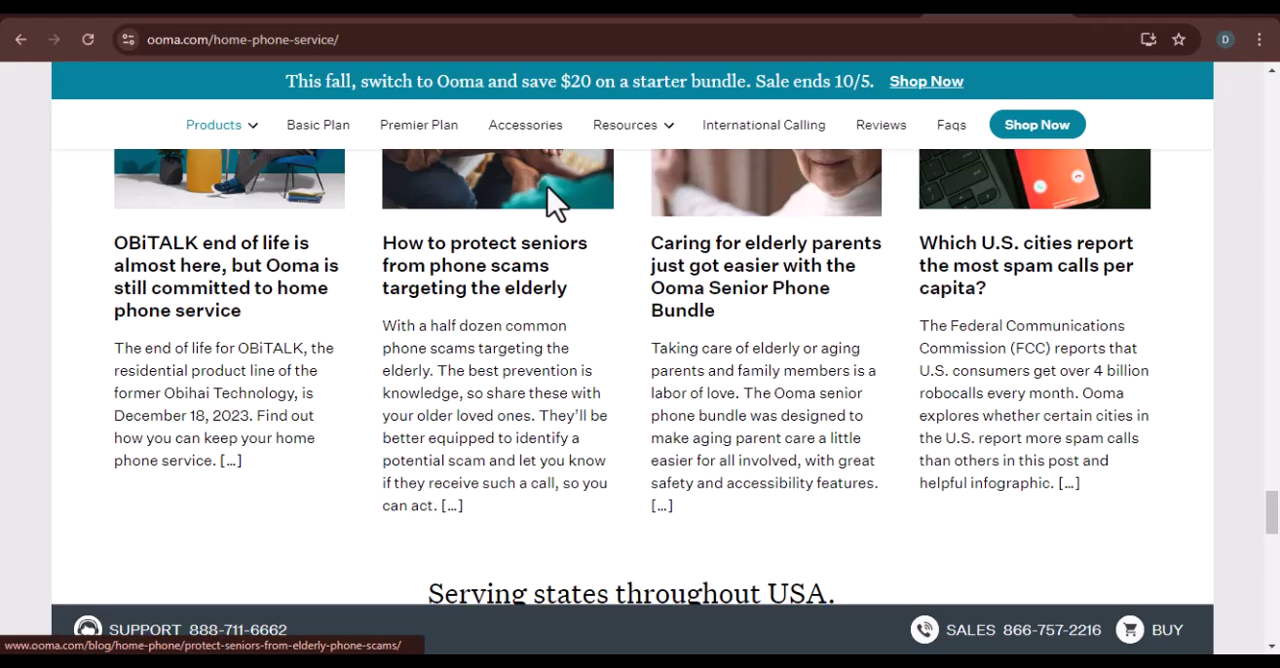 ooma.com/home-phone-service/
D
This fall, switch to Ooma and save $20 on a starter bundle. Sale ends 10/5. Shop Now
Products Basic Plan Premier Plan Accessories Resources International Calling Reviews Faqs Shop Now
OBiTALK end of life is
almost here, but Ooma is
still committed to home
phone service
The end of life for OBiTALK, the
residential product line of the
former Obihai Technology, is
December 18, 2023. Find out
how you can keep your home
phone service. [...]
How to protect seniors
from phone scams
targeting the elderly
With a half dozen common
phone scams targeting the
elderly. The best prevention is
knowledge, so share these with
your older loved ones. They'll be
better equipped to identify a
potential scam and let you know
if they receive such a call, so you
can act. [...]
Caring for elderly parents
just got easier with the
Ooma Senior Phone
Bundle
Taking care of elderly or aging
parents and family members is a
labor of love. The Ooma senior
phone bundle was designed to
make aging parent care a little
easier for all involved, with great
safety and accessibility features.
[...]
Which U.S. cities report
the most spam calls per
capita?
The Federal Communications
Commission (FCC) reports that
U.S. consumers get over 4 billion
robocalls every month. Ooma
explores whether certain cities in
the U.S. report more spam calls
than others in this post and
helpful infographic. [...]
Serving states throughout USA.
SUPPORT 888-711-6662 SALES 866-757-2216 BUY
www.ooma.com/blog/home-phone/protect-seniors-from-elderly-phone-scams/